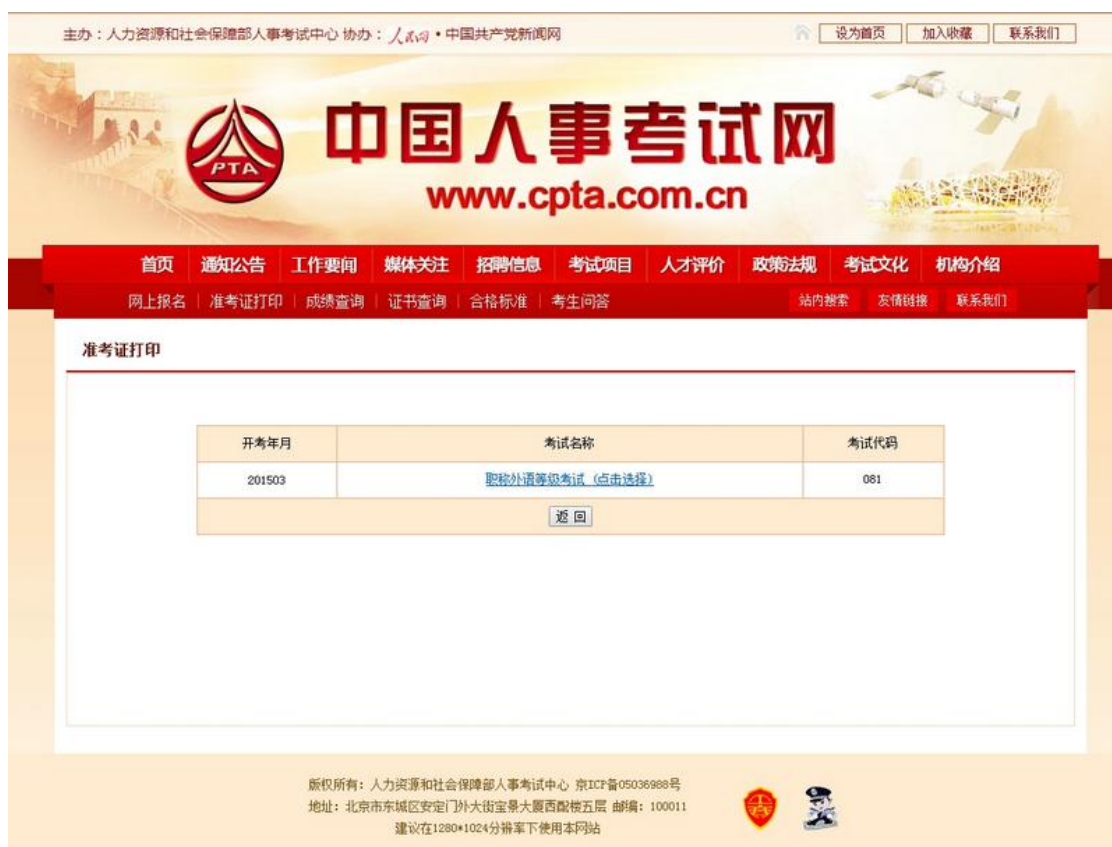 主办：人力资源和社会保障部人事考试中心 协办：人民网•中国共产党新闻网
设为首页 加入收藏 联系我们
PTA
中国人事考试网
www.cpta.com.cn
首页 通知公告 工作要闻 媒体关注 招聘信息 考试项目 人才评价 政策法规 考试文化 机构介绍
网上报名 | 准考证打印 | 成绩查询 | 证书查询 | 合格标准 | 考生问答 站内搜索 友情链接 联系我们
准考证打印
开考年月 考试名称 考试代码
201503 职称外语等级考试（点击选择） 081
返 回
版权所有：人力资源和社会保障部人事考试中心 京ICP备05036988号
地址：北京市东城区安定门外大街宝景大厦西配楼五层 邮编：100011
建议在1280*1024分辨率下使用本网站